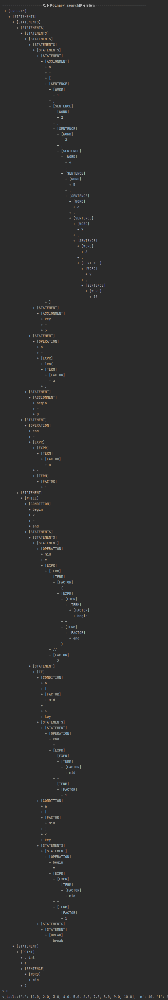 ====================以下是binary_search的程序解析=========================
+ [PROGRAM]
+ [STATEMENTS]
+ [STATEMENTS]
+ [STATEMENTS]
+ [STATEMENTS]
+ [STATEMENTS]
+ [STATEMENTS]
+ [STATEMENTS]
+ [STATEMENT]
+ [ASSIGNMENT]
+ a
+ =
+ [
+ [SENTENCE]
+ [WORD]
+ 1
+ ,
+ [SENTENCE]
+ [WORD]
+ 2
+ ,
+ [SENTENCE]
+ [WORD]
+ 3
+ ,
+ [SENTENCE]
+ [WORD]
+ 4
+ ,
+ [SENTENCE]
+ [WORD]
+ 5
+ ,
+ [SENTENCE]
+ [WORD]
+ 6
+ ,
+ [SENTENCE]
+ [WORD]
+ 7
+ ,
+ [SENTENCE]
+ [WORD]
+ 8
+ ,
+ [SENTENCE]
+ [WORD]
+ 9
+ ,
+ [SENTENCE]
+ [WORD]
+ 10
+ ]
+ [STATEMENT]
+ [ASSIGNMENT]
+ key
+ =
+ 3
+ [STATEMENT]
+ [OPERATION]
+ n
+ =
+ [EXPR]
+ len(
+ [TERM]
+ [FACTOR]
+ a
+ )
+ [STATEMENT]
+ [ASSIGNMENT]
+ begin
+ =
+ 0
+ [STATEMENT]
+ [OPERATION]
+ end
+ =
+ [EXPR]
+ [EXPR]
+ [TERM]
+ [FACTOR]
+ n
+ -
+ [TERM]
+ [FACTOR]
+ 1
+ [STATEMENT]
+ [WHILE]
+ [CONDITION]
+ begin
+ <
+ =
+ end
+ [STATEMENTS]
+ [STATEMENTS]
+ [STATEMENT]
+ [OPERATION]
+ mid
+ =
+ [EXPR]
+ [TERM]
+ [TERM]
+ [FACTOR]
+ (
+ [EXPR]
+ [EXPR]
+ [TERM]
+ [FACTOR]
+ begin
+ +
+ [TERM]
+ [FACTOR]
+ end
+ )
+ //
+ [FACTOR]
+ 2
+ [STATEMENT]
+ [IF]
+ [CONDITION]
+ a
+ [
+ [FACTOR]
+ mid
+ ]
+ >
+ key
+ [STATEMENTS]
+ [STATEMENT]
+ [OPERATION]
+ end
+ =
+ [EXPR]
+ [EXPR]
+ [TERM]
+ [FACTOR]
+ mid
+ -
+ [TERM]
+ [FACTOR]
+ 1
+ [CONDITION]
+ a
+ [
+ [FACTOR]
+ mid
+ ]
+ <
+ key
+ [STATEMENTS]
+ [STATEMENT]
+ [OPERATION]
+ begin
+ =
+ [EXPR]
+ [EXPR]
+ [TERM]
+ [FACTOR]
+ mid
+ +
+ [TERM]
+ [FACTOR]
+ 1
+ [STATEMENTS]
+ [STATEMENT]
+ [BREAK]
+ break
+ [STATEMENT]
+ [PRINT]
+ print
+ (
+ [SENTENCE]
+ [WORD]
+ mid
+ )
2.0
v_table:{'a': [1.0, 2.0, 3.0, 4.0, 5.0, 6.0, 7.0, 8.0, 9.0, 10.0], 'n': 10, 'i': 6